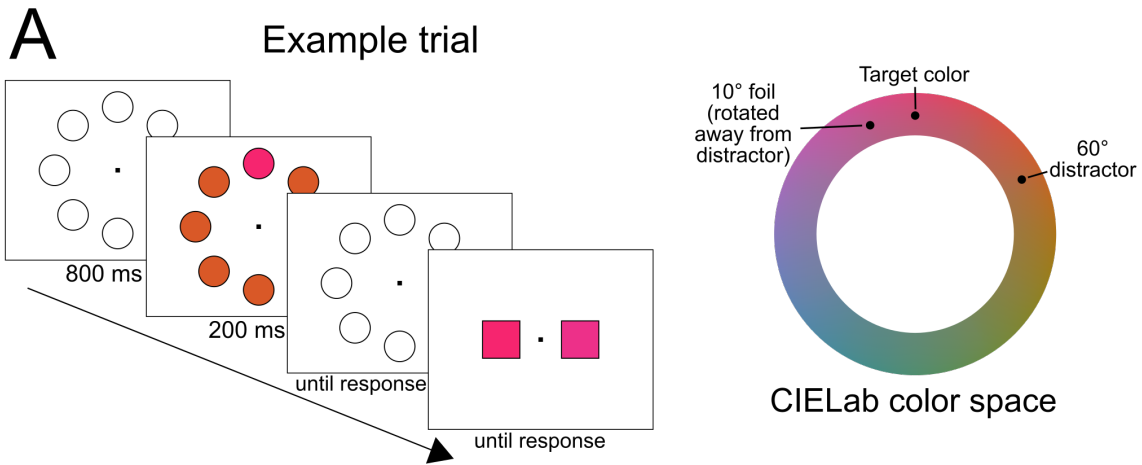 A
Example trial
800 ms
200 ms
until response
until response
Target color
10° foil
(rotated
away from
distractor)
60°
distractor
CIELab color space